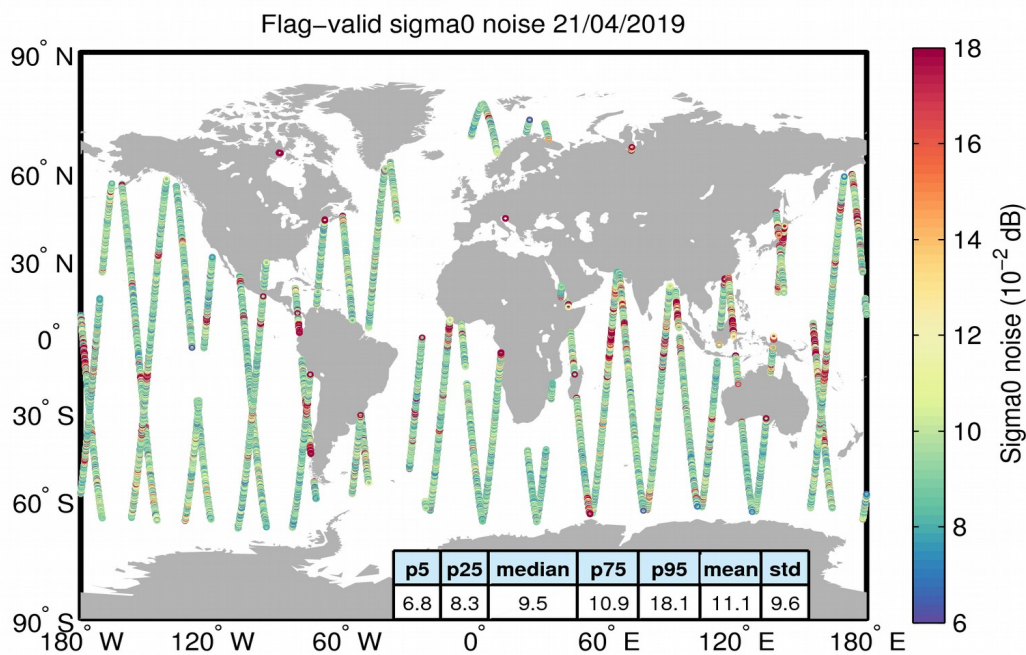 Flag-valid sigma0 noise 21/04/2019
90° N
60° N
30° N
0°
30° S
60° S
90° S
180° W
120° W
60° W
0°
60° E
120° E
180° E
p5 p25 median p75 p95 mean std
6.8 8.3 9.5 10.9 18.1 11.1 9.6
18
16
14
12
10
8
6
Sigma0 noise (10⁻² dB)